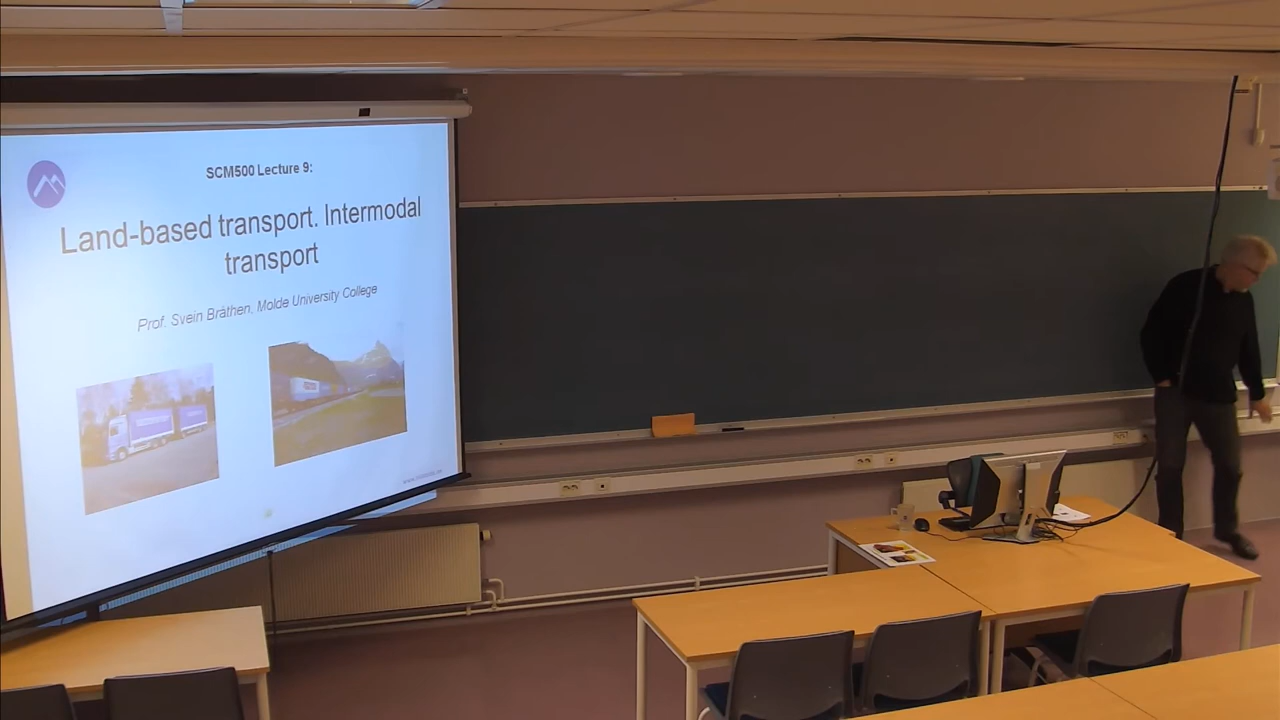 SCM500 Lecture 9:
Land-based transport. Intermodal
transport
Prof. Svein Bråthen, Molde University College